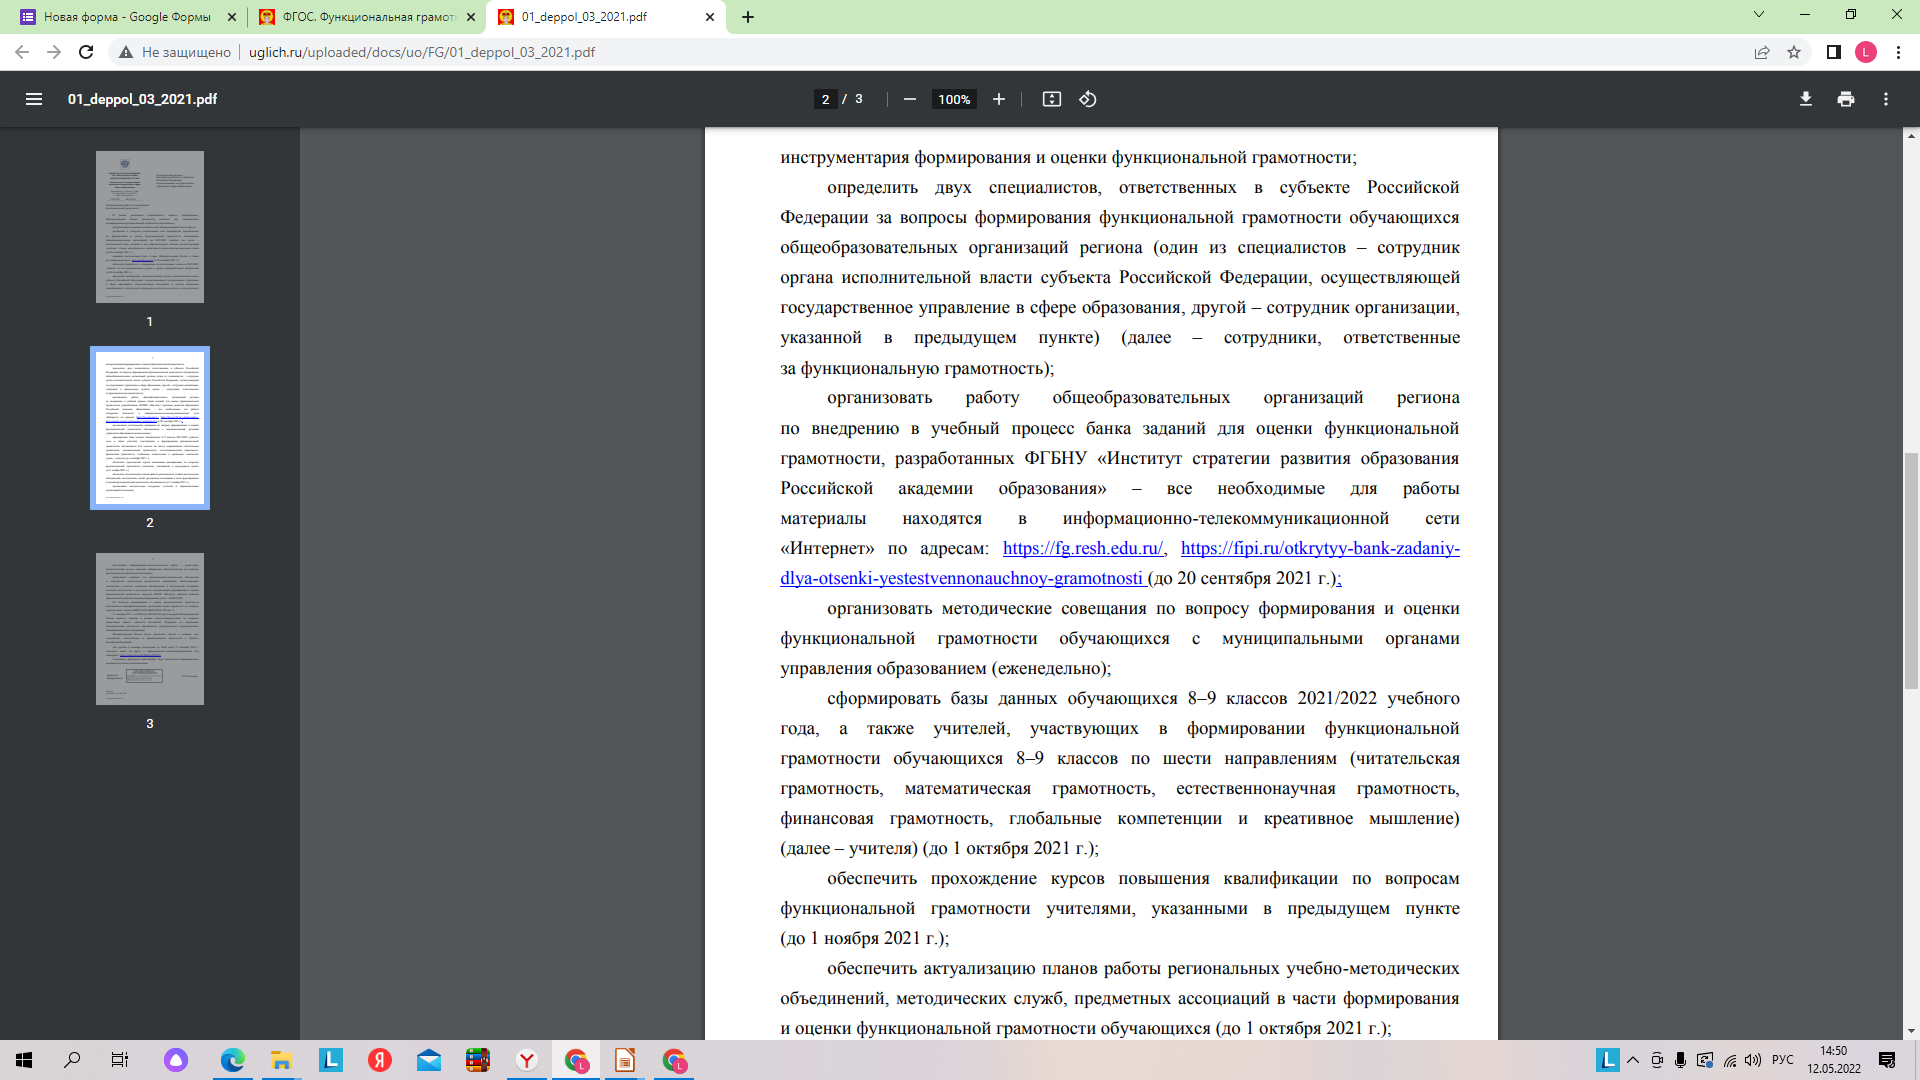 Новая форма - Google Формы
ФГОС. Функциональная грамотн
01_deppol_03_2021.pdf
Не защищено
uglich.ru/uploaded/docs/uo/FG/01_deppol_03_2021.pdf
L
01_deppol_03_2021.pdf
2 / 3
100%
1
2
3
инструментария формирования и оценки функциональной грамотности;
определить двух специалистов, ответственных в субъекте Российской
Федерации за вопросы формирования функциональной грамотности обучающихся
общеобразовательных организаций региона (один из специалистов – сотрудник
органа исполнительной власти субъекта Российской Федерации, осуществляющей
государственное управление в сфере образования, другой – сотрудник организации,
указанной в предыдущем пункте) (далее – сотрудники, ответственные
за функциональную грамотность);
организовать работу общеобразовательных организаций региона
по внедрению в учебный процесс банка заданий для оценки функциональной
грамотности, разработанных ФГБНУ «Институт стратегии развития образования
Российской академии образования» – все необходимые для работы
материалы находятся в информационно-телекоммуникационной сети
«Интернет» по адресам: https://fg.resh.edu.ru/, https://fipi.ru/otkrytyy-bank-zadaniy-
dlya-otsenki-yestestvennonauchnoy-gramotnosti (до 20 сентября 2021 г.);
организовать методические совещания по вопросу формирования и оценки
функциональной грамотности обучающихся с муниципальными органами
управления образованием (еженедельно);
сформировать базы данных обучающихся 8–9 классов 2021/2022 учебного
года, а также учителей, участвующих в формировании функциональной
грамотности обучающихся 8–9 классов по шести направлениям (читательская
грамотность, математическая грамотность, естественнонаучная грамотность,
финансовая грамотность, глобальные компетенции и креативное мышление)
(далее – учителя) (до 1 октября 2021 г.);
обеспечить прохождение курсов повышения квалификации по вопросам
функциональной грамотности учителями, указанными в предыдущем пункте
(до 1 ноября 2021 г.);
обеспечить актуализацию планов работы региональных учебно-методических
объединений, методических служб, предметных ассоциаций в части формирования
и оценки функциональной грамотности обучающихся (до 1 октября 2021 г.);
РУС
14:50
12.05.2022